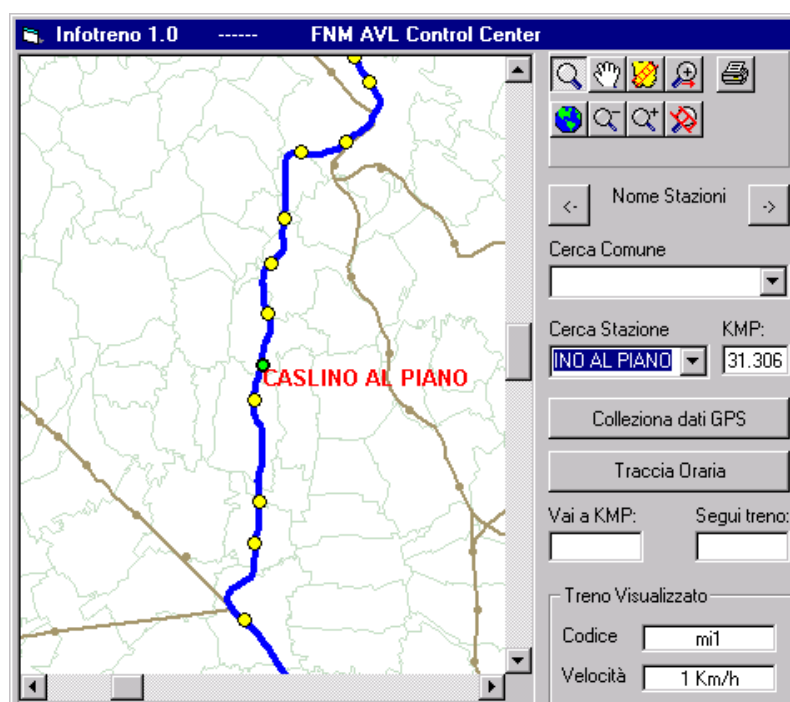 Infotreno 1.0 ------ FNM AVL Control Center
<- Nome Stazioni ->
Cerca Comune
Cerca Stazione KMP:
INO AL PIANO 31.306
CASLINO AL PIANO
Colleziona dati GPS
Traccia Oraria
Vai a KMP: Segui treno:
Treno Visualizzato
Codice mi1
Velocità 1 Km/h